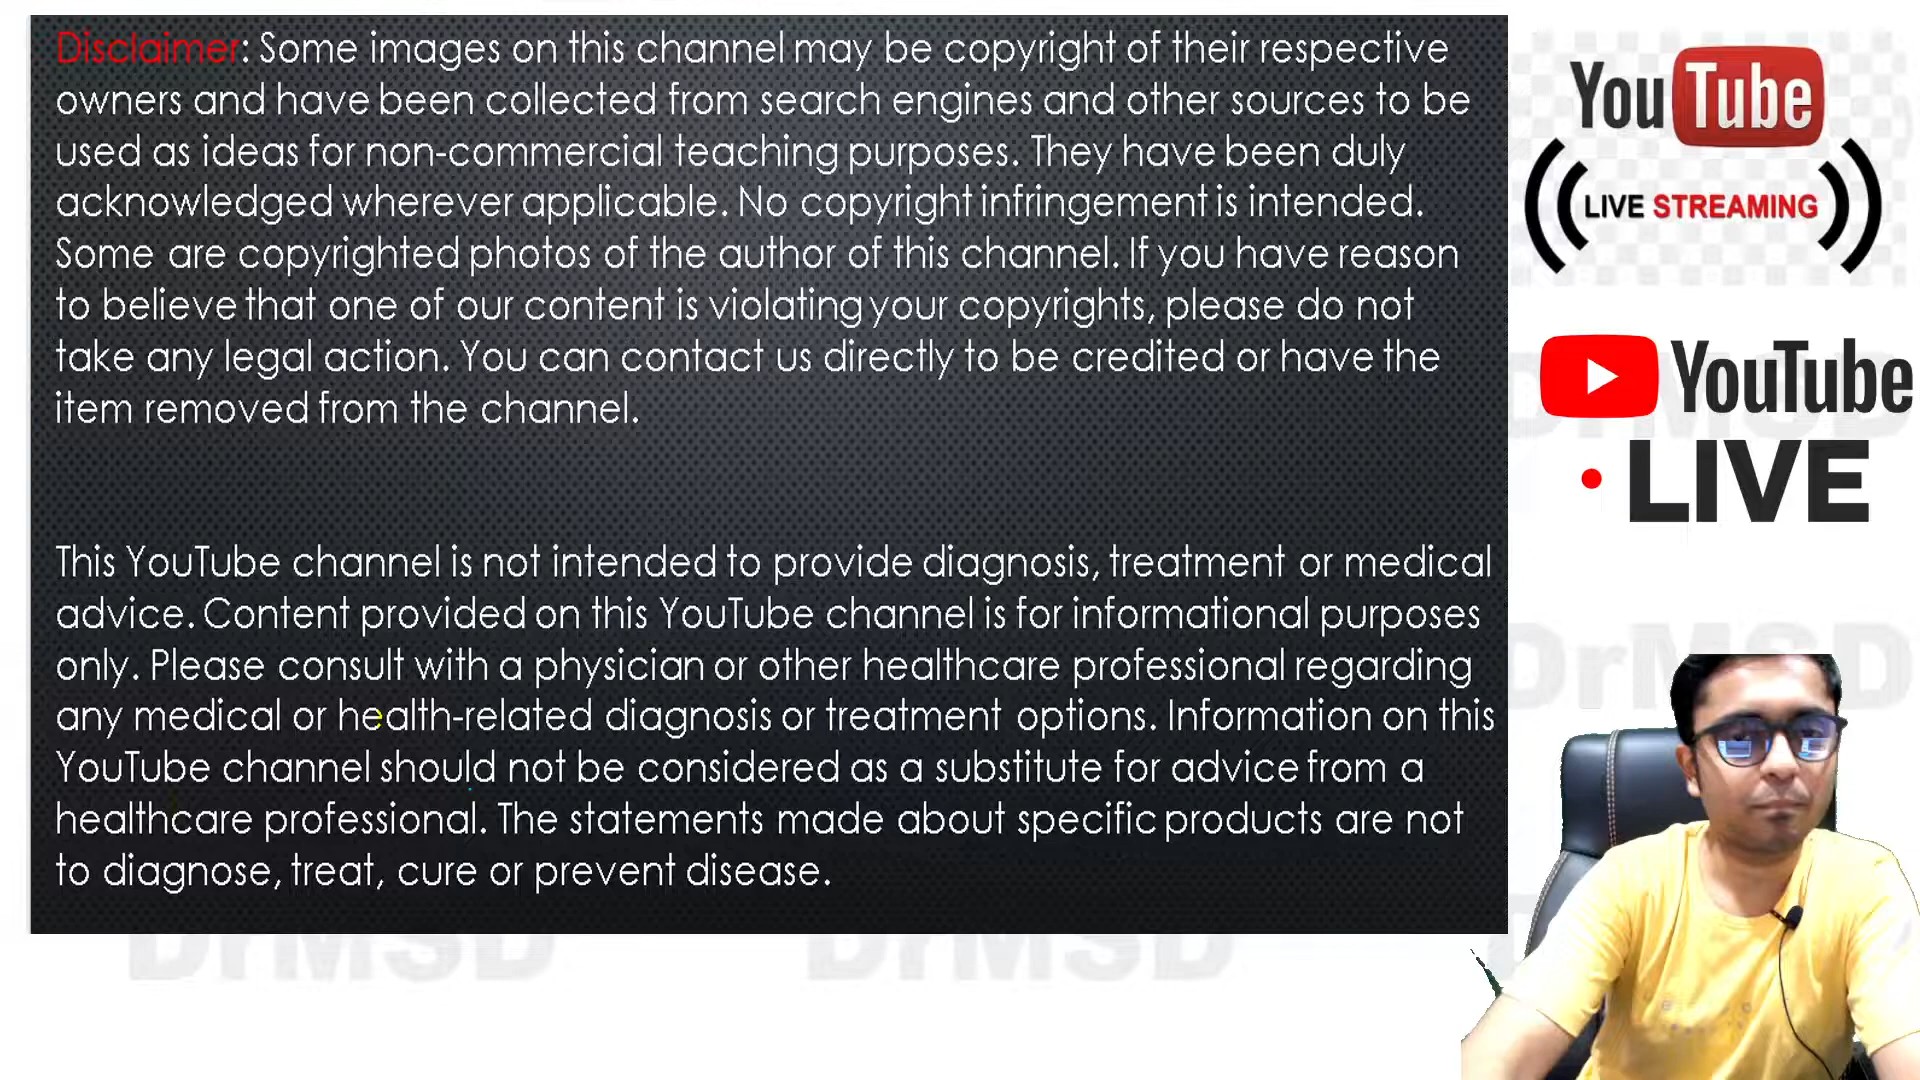 Disclaimer: Some images on this channel may be copyright of their respective
owners and have been collected from search engines and other sources to be
used as ideas for non-commercial teaching purposes. They have been duly
acknowledged wherever applicable. No copyright infringement is intended.
Some are copyrighted photos of the author of this channel. If you have reason
to believe that one of our content is violating your copyrights, please do not
take any legal action. You can contact us directly to be credited or have the
item removed from the channel.
This YouTube channel is not intended to provide diagnosis, treatment or medical
advice. Content provided on this YouTube channel is for informational purposes
only. Please consult with a physician or other healthcare professional regarding
any medical or health-related diagnosis or treatment options. Information on this
YouTube channel should not be considered as a substitute for advice from a
healthcare professional. The statements made about specific products are not
to diagnose, treat, cure or prevent disease.
YouTube
LIVE STREAMING
YouTube
LIVE
DrMSD
DrMSD
DrMSD
DrMSD